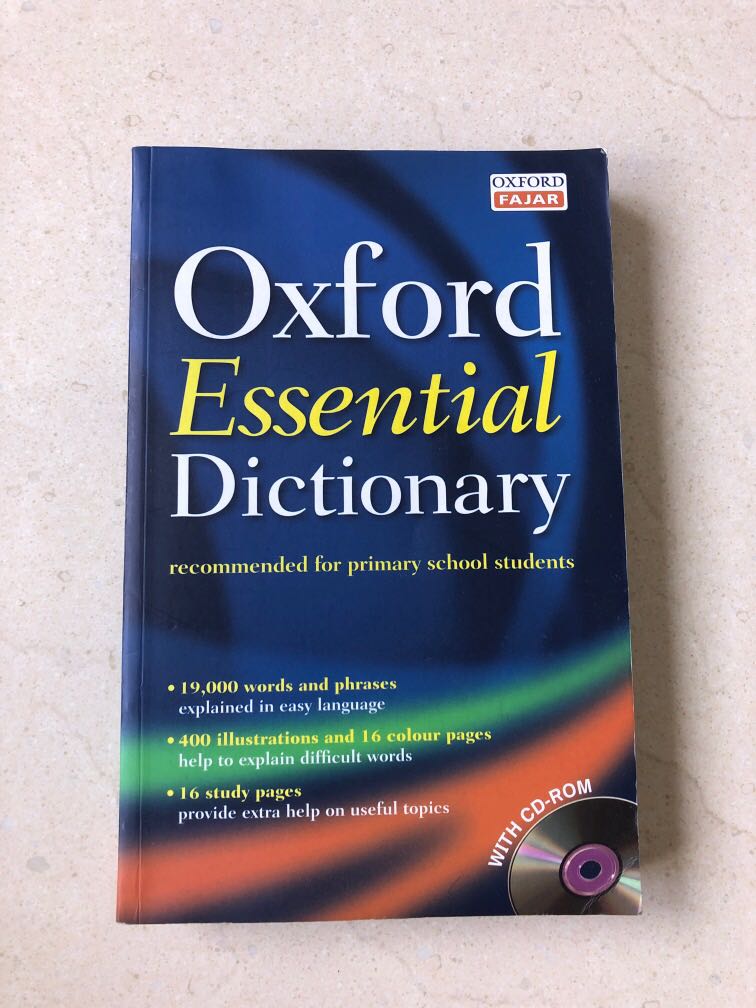 OXFORD
FAJAR
Oxford
Essential
Dictionary
recommended for primary school students
• 19,000 words and phrases
explained in easy language
• 400 illustrations and 16 colour pages
help to explain difficult words
• 16 study pages
provide extra help on useful topics
WITH CD-ROM